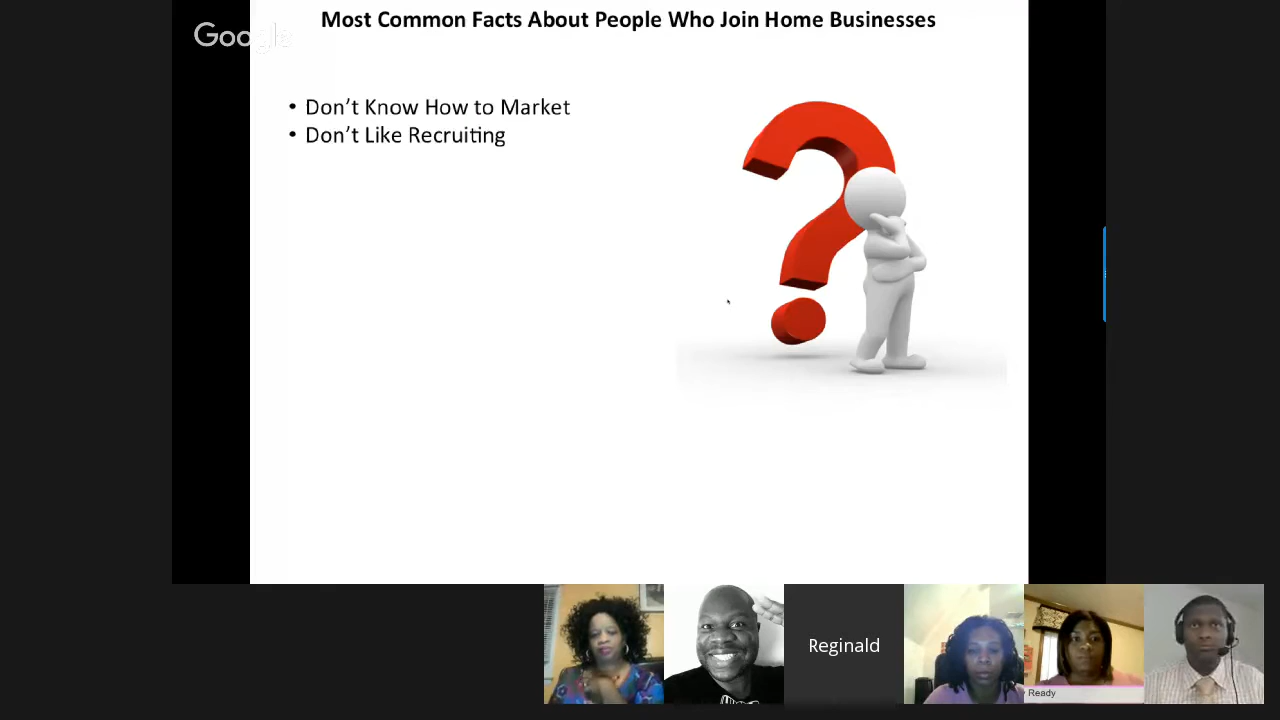 Most Common Facts About People Who Join Home Businesses
Google
• Don’t Know How to Market
• Don’t Like Recruiting
Reginald
Ready